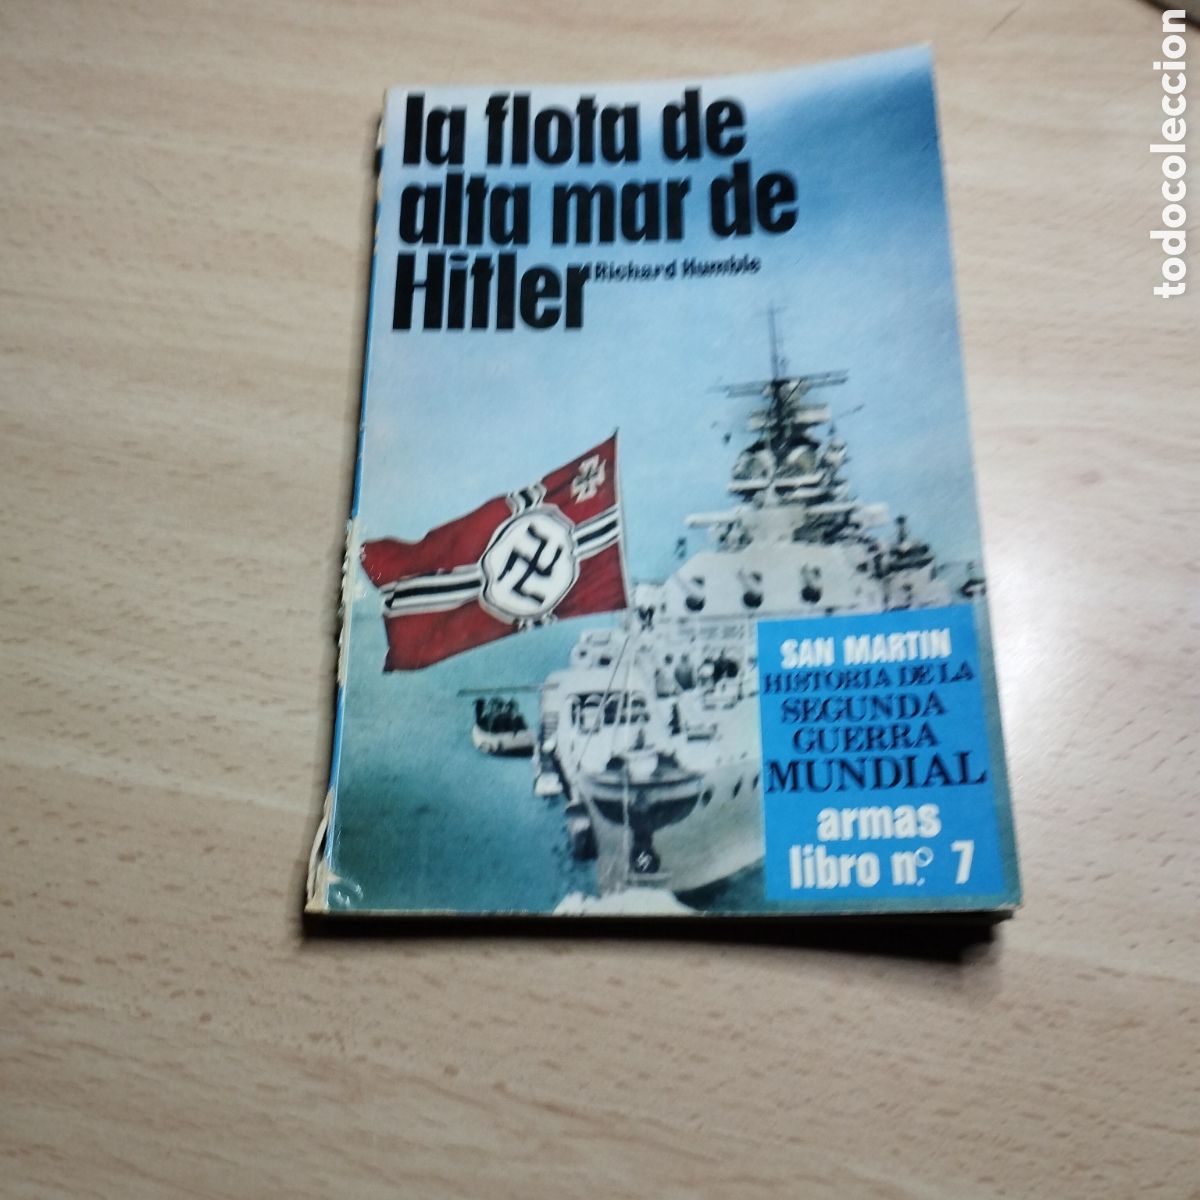 la flota de
alta mar de
Hitler
Richard Humble
SAN MARTIN
HISTORIA DE LA
SEGUNDA
GUERRA
MUNDIAL
armas
libro n.º 7
todocoleccion